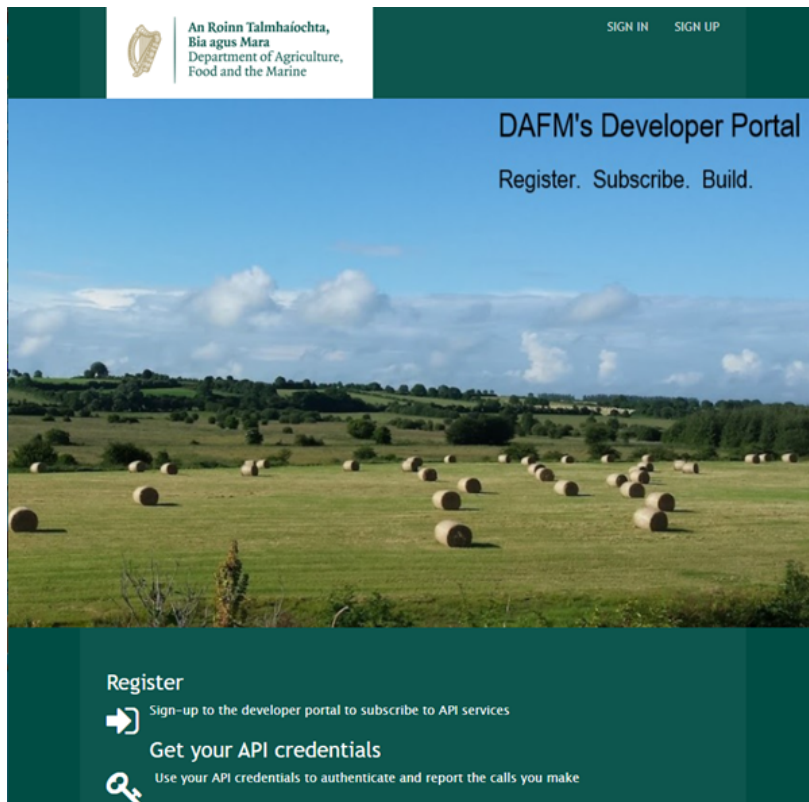 An Roinn Talmhaíochta,
Bia agus Mara
Department of Agriculture,
Food and the Marine
SIGN IN SIGN UP
DAFM's Developer Portal
Register. Subscribe. Build.
Register
Sign-up to the developer portal to subscribe to API services
Get your API credentials
Use your API credentials to authenticate and report the calls you make